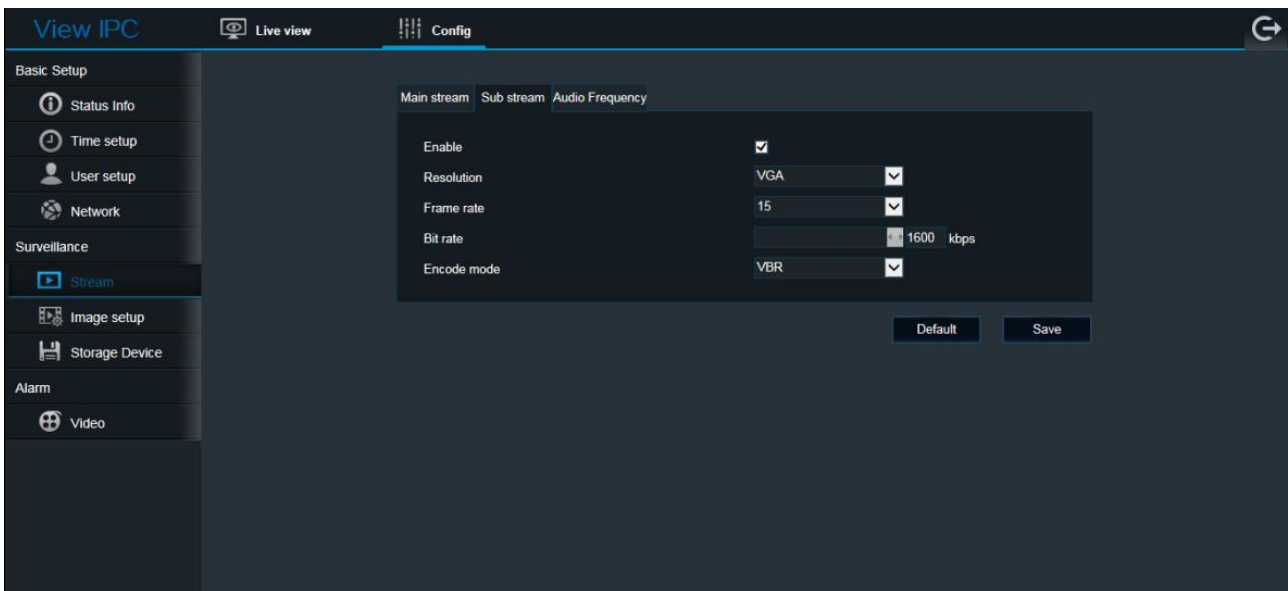 View IPC
Live view
Config
Basic Setup
Status Info
Time setup
User setup
Network
Surveillance
Stream
Image setup
Storage Device
Alarm
Video
Main stream Sub stream Audio Frequency
Enable
Resolution VGA
Frame rate 15
Bit rate 1600 kbps
Encode mode VBR
Default Save